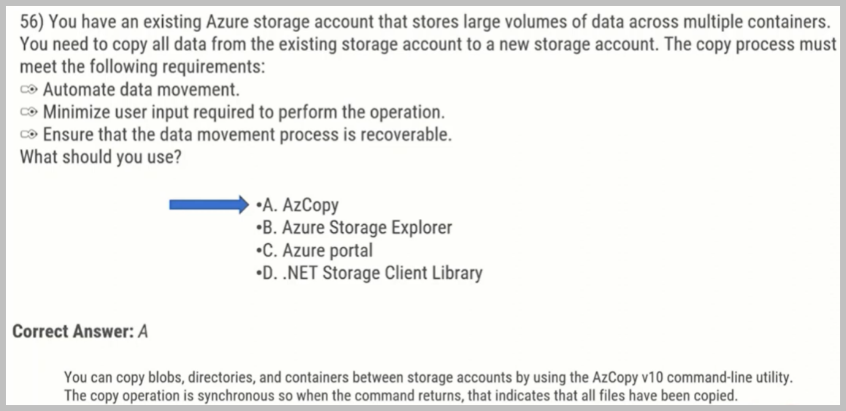 56) You have an existing Azure storage account that stores large volumes of data across multiple containers.
You need to copy all data from the existing storage account to a new storage account. The copy process must
meet the following requirements:
Automate data movement.
Minimize user input required to perform the operation.
Ensure that the data movement process is recoverable.
What should you use?
•A. AzCopy
•B. Azure Storage Explorer
•C. Azure portal
•D. .NET Storage Client Library
Correct Answer: A
You can copy blobs, directories, and containers between storage accounts by using the AzCopy v10 command-line utility.
The copy operation is synchronous so when the command returns, that indicates that all files have been copied.